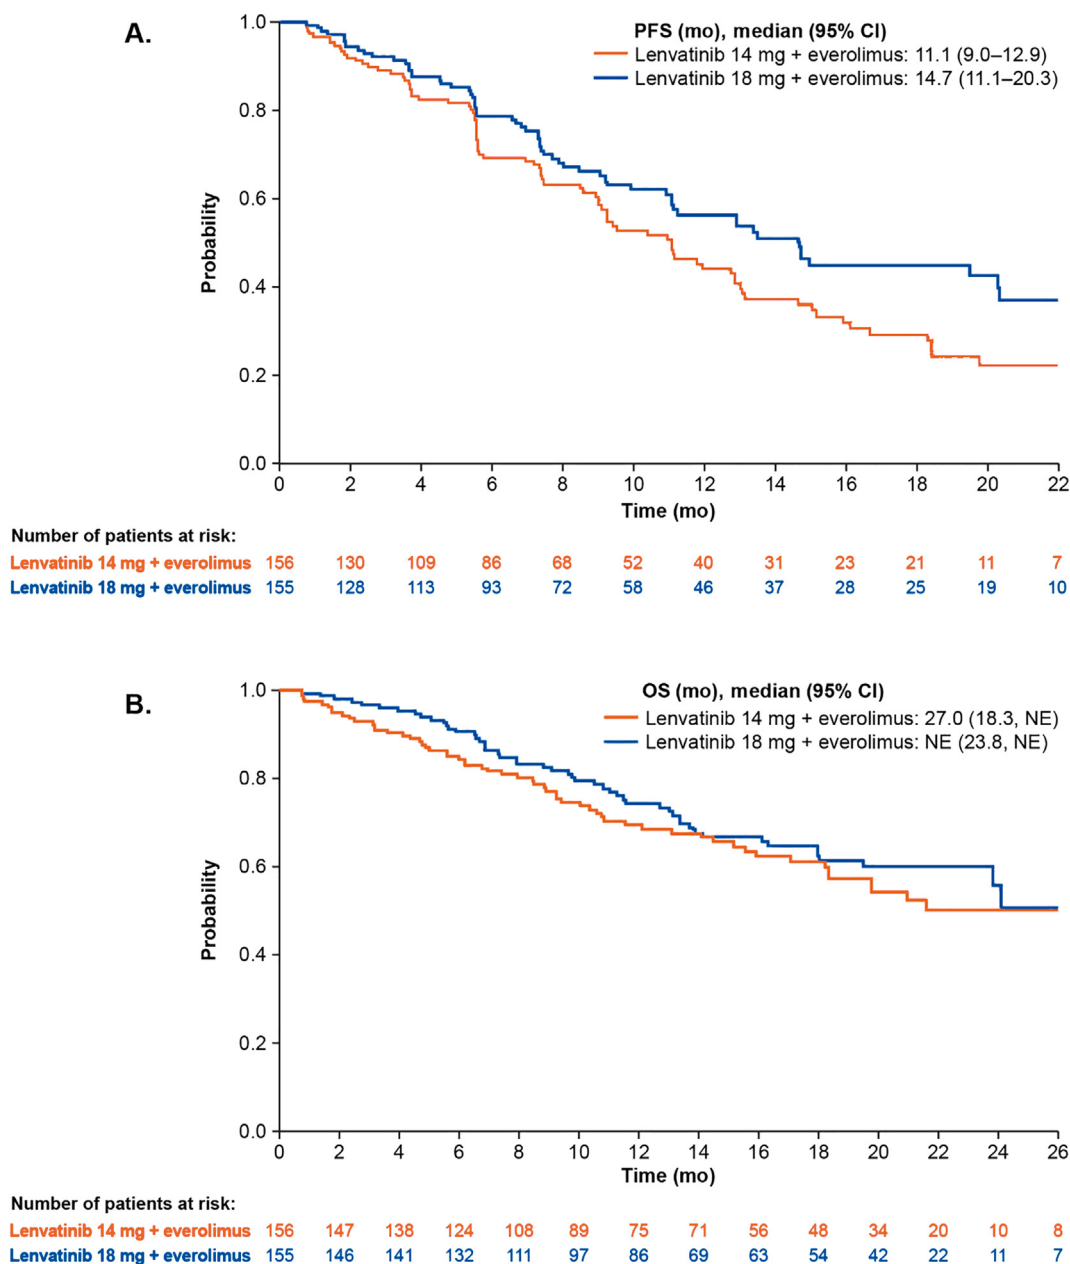 A.
PFS (mo), median (95% CI)
Lenvatinib 14 mg + everolimus: 11.1 (9.0–12.9)
Lenvatinib 18 mg + everolimus: 14.7 (11.1–20.3)
1.0
0.8
0.6
0.4
0.2
0.0
Probability
0 2 4 6 8 10 12 14 16 18 20 22
Time (mo)
Number of patients at risk:
Lenvatinib 14 mg + everolimus 156 130 109 86 68 52 40 31 23 21 11 7
Lenvatinib 18 mg + everolimus 155 128 113 93 72 58 46 37 28 25 19 10
B.
OS (mo), median (95% CI)
Lenvatinib 14 mg + everolimus: 27.0 (18.3, NE)
Lenvatinib 18 mg + everolimus: NE (23.8, NE)
1.0
0.8
0.6
0.4
0.2
0.0
Probability
0 2 4 6 8 10 12 14 16 18 20 22 24 26
Time (mo)
Number of patients at risk:
Lenvatinib 14 mg + everolimus 156 147 138 124 108 89 75 71 56 48 34 20 10 8
Lenvatinib 18 mg + everolimus 155 146 141 132 111 97 86 69 63 54 42 22 11 7